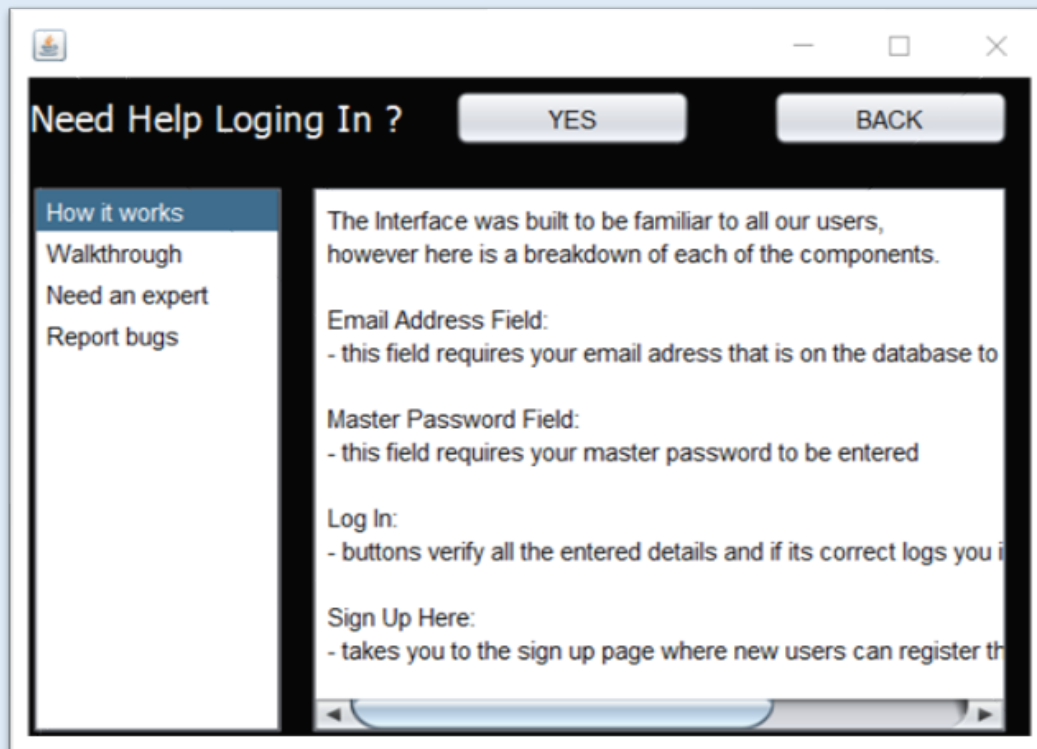 Need Help Loging In ?
YES
BACK
How it works
Walkthrough
Need an expert
Report bugs
The Interface was built to be familiar to all our users,
however here is a breakdown of each of the components.
Email Address Field:
- this field requires your email adress that is on the database to
Master Password Field:
- this field requires your master password to be entered
Log In:
- buttons verify all the entered details and if its correct logs you i
Sign Up Here:
- takes you to the sign up page where new users can register th